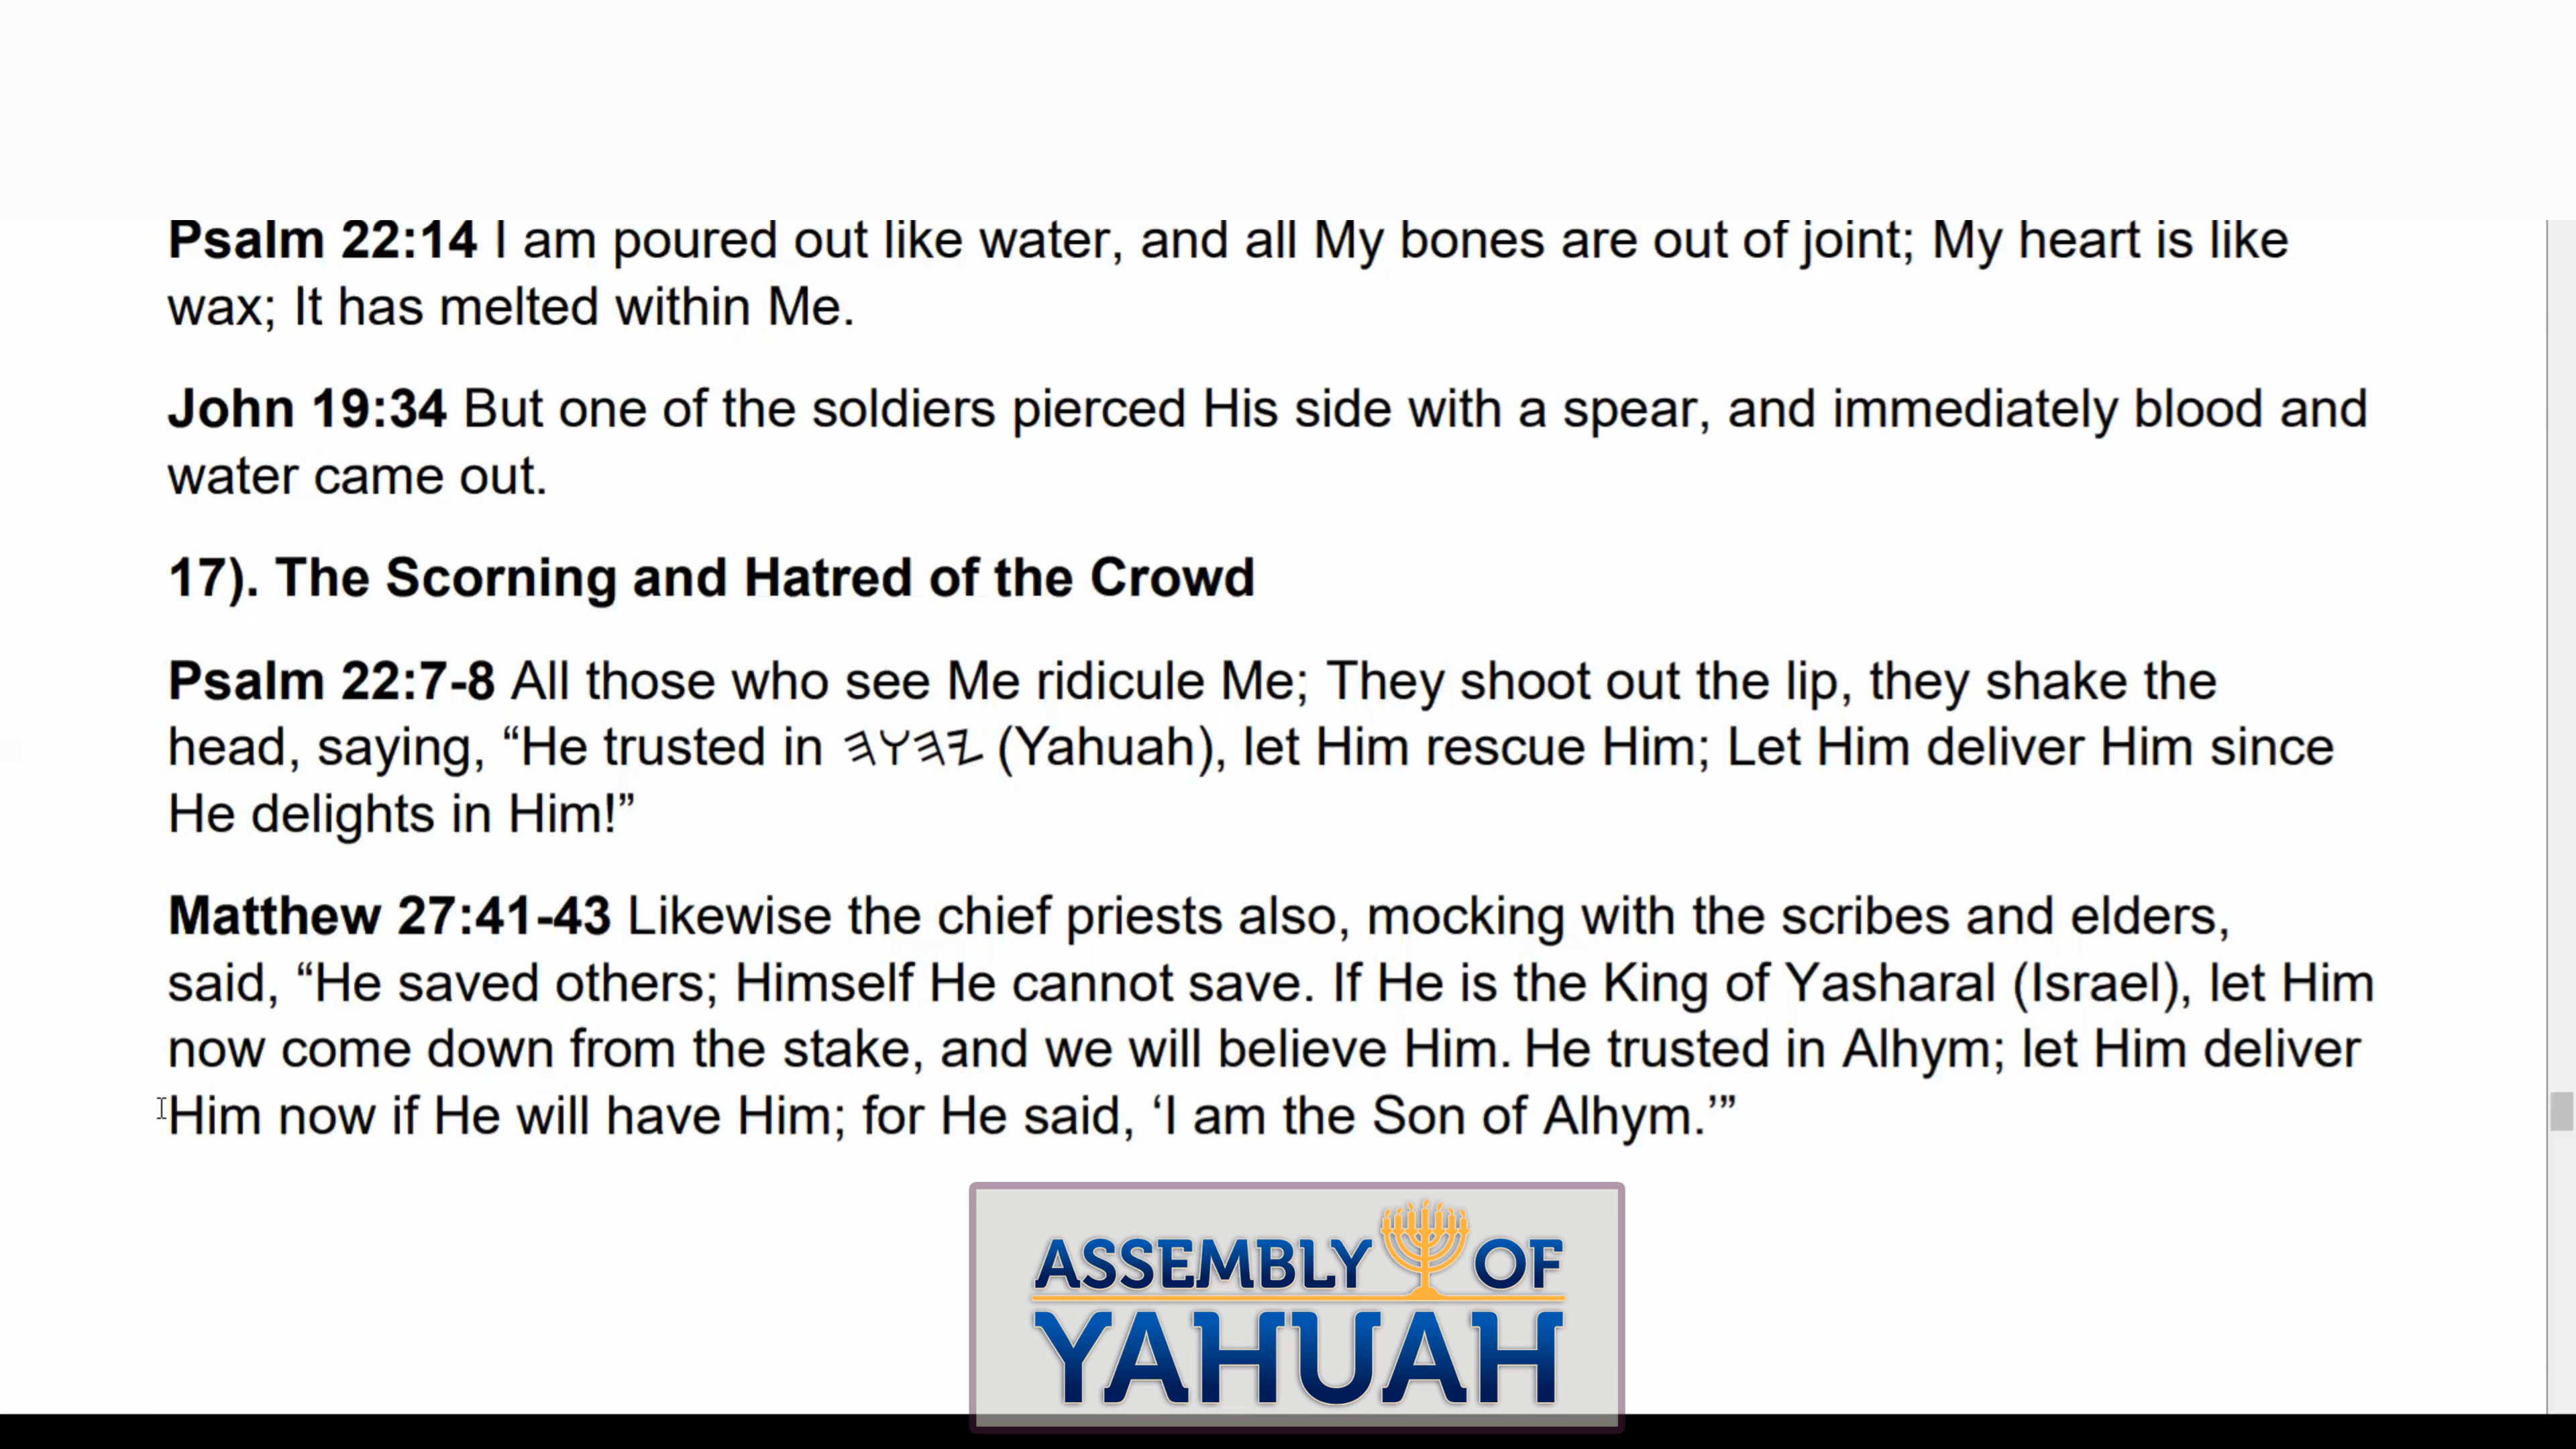 Psalm 22:14 I am poured out like water, and all My bones are out of joint; My heart is like
wax; It has melted within Me.
John 19:34 But one of the soldiers pierced His side with a spear, and immediately blood and
water came out.
17). The Scorning and Hatred of the Crowd
Psalm 22:7-8 All those who see Me ridicule Me; They shoot out the lip, they shake the
head, saying, “He trusted in 𐤉𐤄𐤅𐤄 (Yahuah), let Him rescue Him; Let Him deliver Him since
He delights in Him!”
Matthew 27:41-43 Likewise the chief priests also, mocking with the scribes and elders,
said, “He saved others; Himself He cannot save. If He is the King of Yasharal (Israel), let Him
now come down from the stake, and we will believe Him. He trusted in Alhym; let Him deliver
Him now if He will have Him; for He said, ‘I am the Son of Alhym.’”
ASSEMBLY OF
YAHUAH